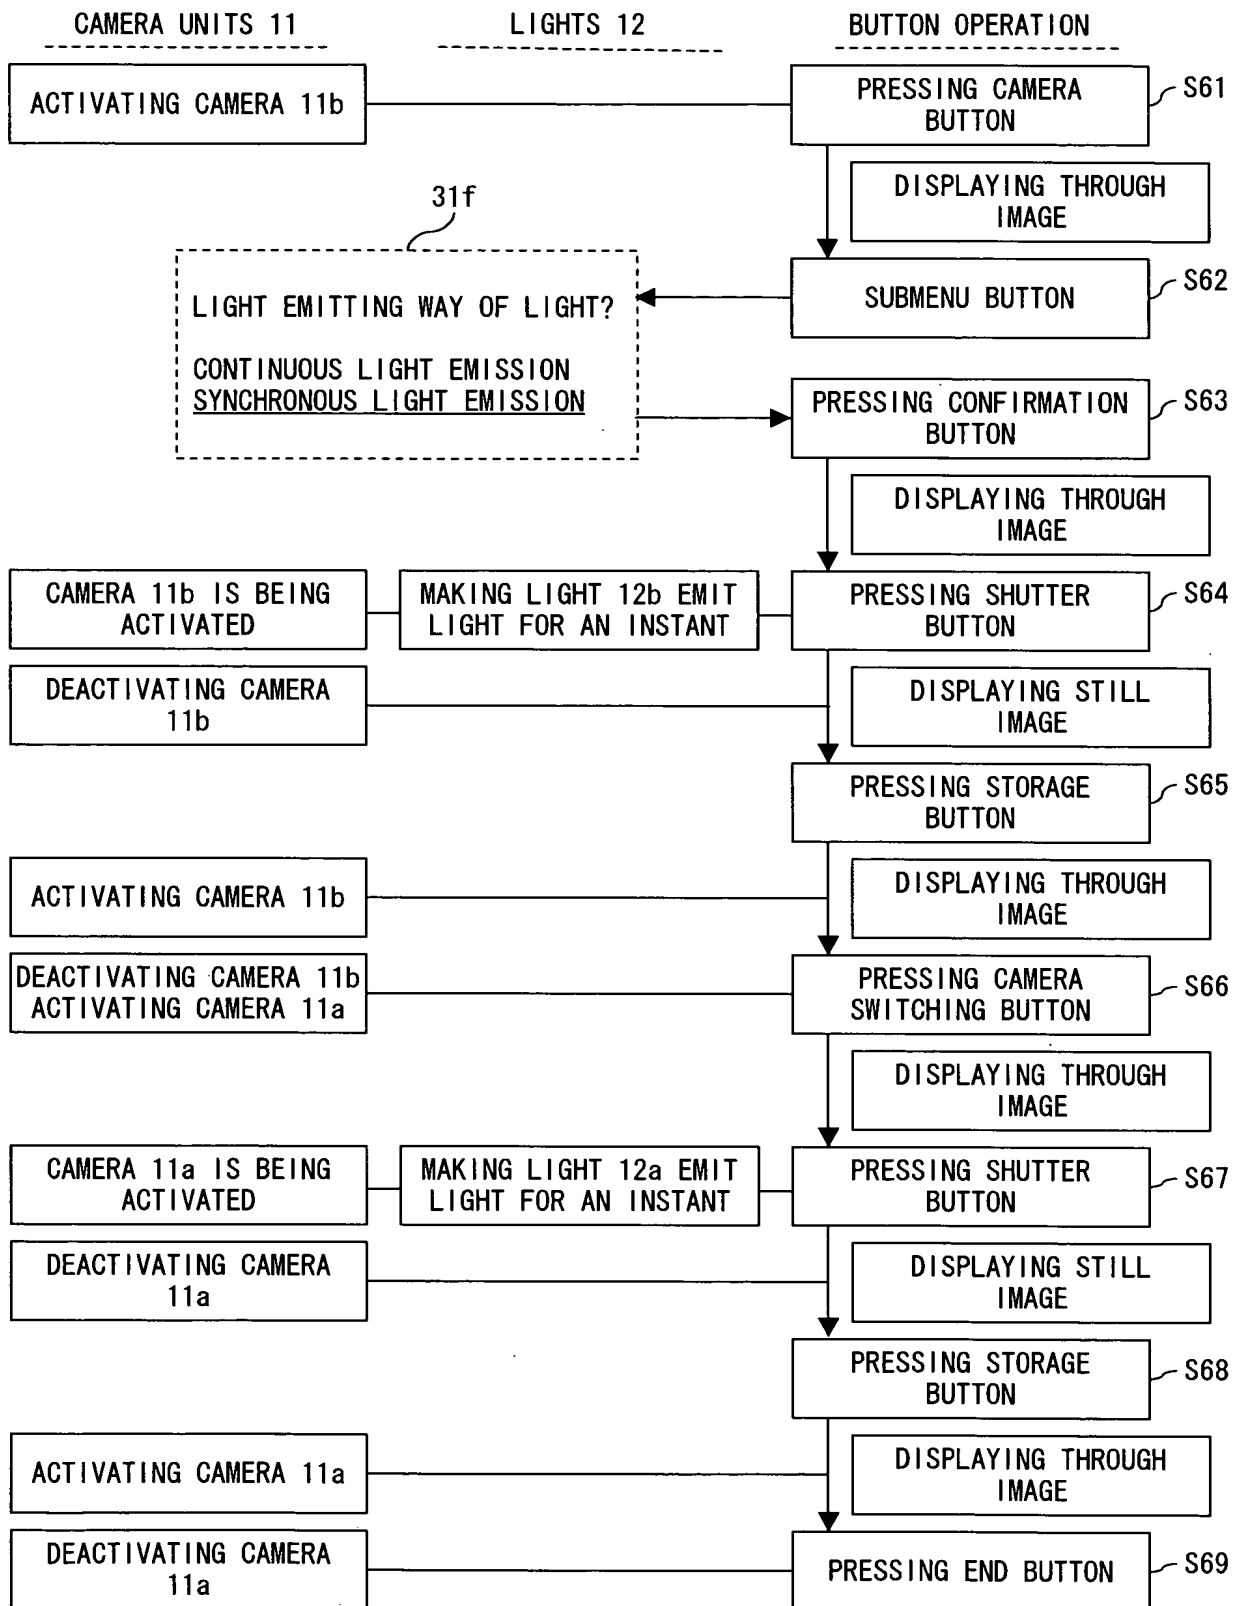 CAMERA UNITS 11
LIGHTS 12
BUTTON OPERATION
ACTIVATING CAMERA 11b
PRESSING CAMERA
BUTTON
S61
DISPLAYING THROUGH
IMAGE
31f
LIGHT EMITTING WAY OF LIGHT?
CONTINUOUS LIGHT EMISSION
SYNCHRONOUS LIGHT EMISSION
SUBMENU BUTTON
S62
PRESSING CONFIRMATION
BUTTON
S63
DISPLAYING THROUGH
IMAGE
CAMERA 11b IS BEING
ACTIVATED
MAKING LIGHT 12b EMIT
LIGHT FOR AN INSTANT
PRESSING SHUTTER
BUTTON
S64
DEACTIVATING CAMERA
11b
DISPLAYING STILL
IMAGE
PRESSING STORAGE
BUTTON
S65
ACTIVATING CAMERA 11b
DISPLAYING THROUGH
IMAGE
DEACTIVATING CAMERA 11b
ACTIVATING CAMERA 11a
PRESSING CAMERA
SWITCHING BUTTON
S66
DISPLAYING THROUGH
IMAGE
CAMERA 11a IS BEING
ACTIVATED
MAKING LIGHT 12a EMIT
LIGHT FOR AN INSTANT
PRESSING SHUTTER
BUTTON
S67
DEACTIVATING CAMERA
11a
DISPLAYING STILL
IMAGE
PRESSING STORAGE
BUTTON
S68
ACTIVATING CAMERA 11a
DISPLAYING THROUGH
IMAGE
DEACTIVATING CAMERA
11a
PRESSING END BUTTON
S69